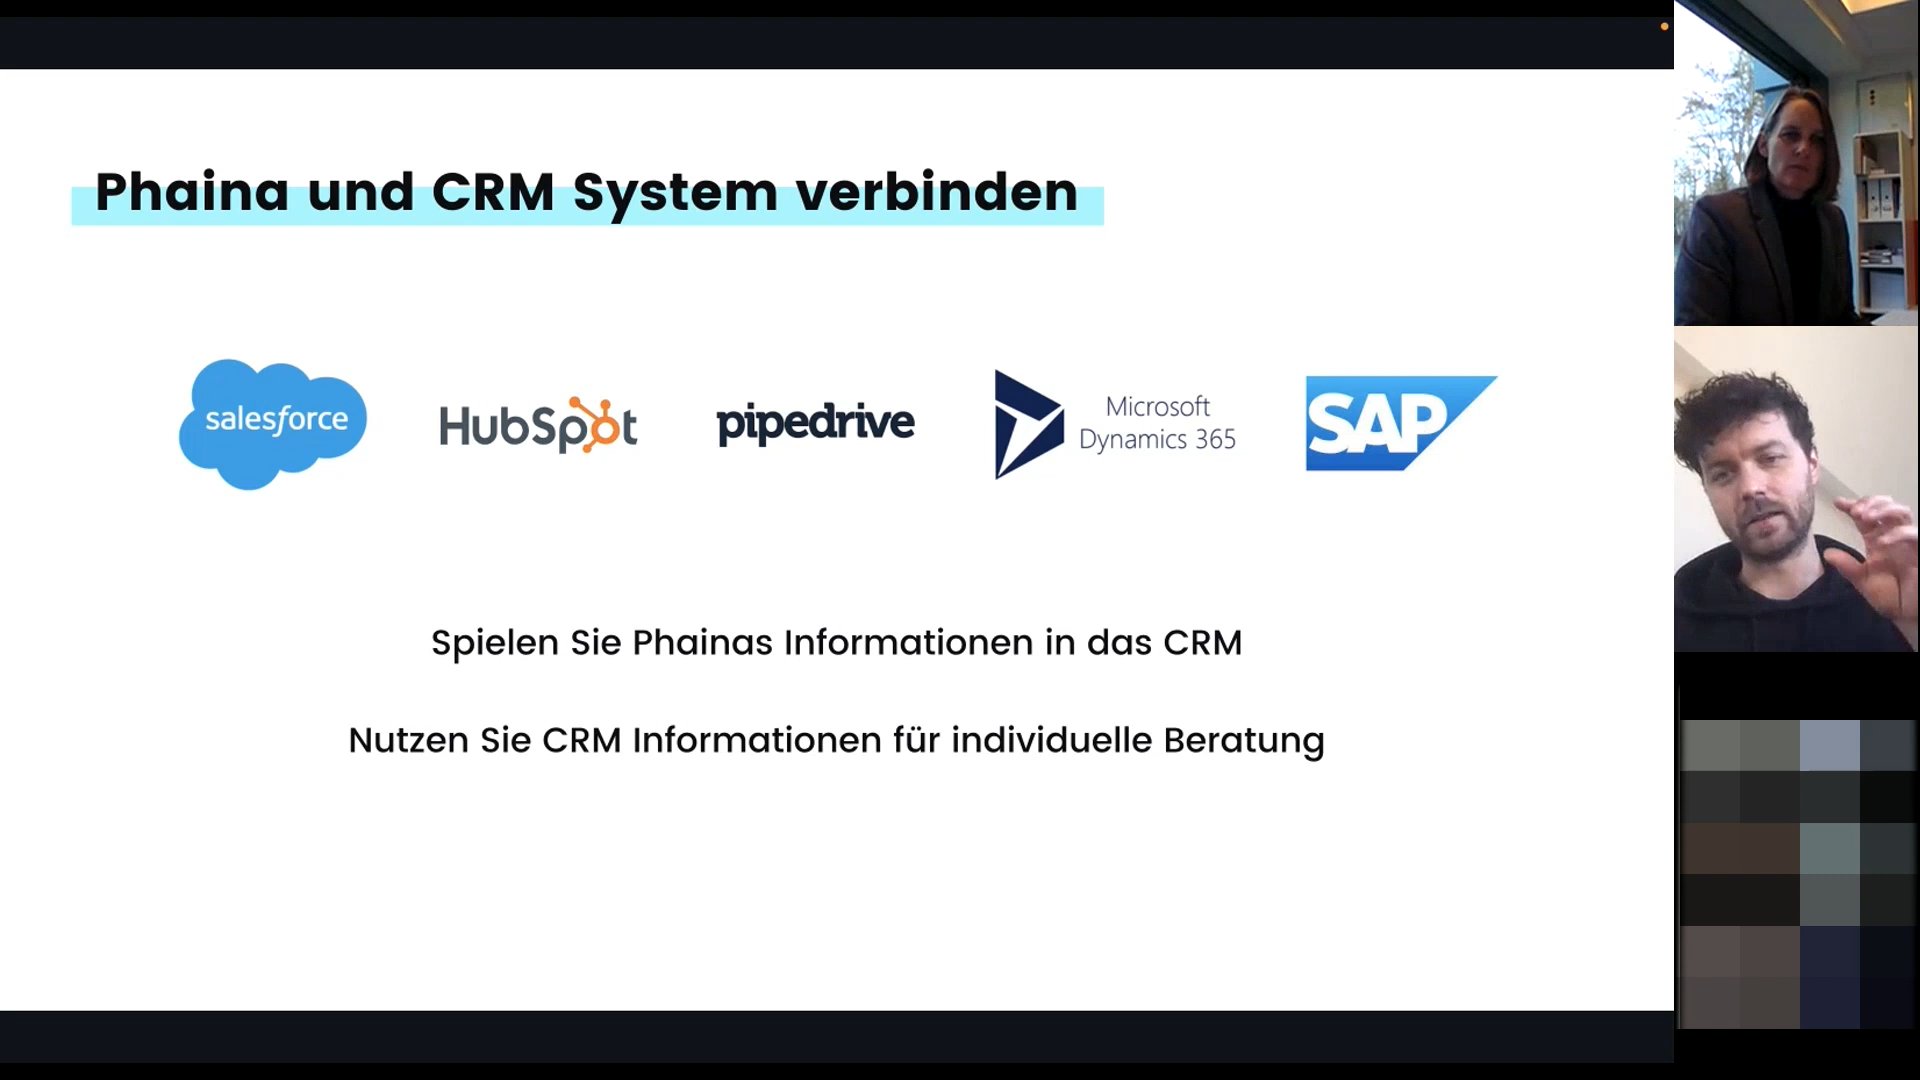 Phaina und CRM System verbinden
salesforce
HubSpot
pipedrive
Microsoft
Dynamics 365
SAP
Spielen Sie Phainas Informationen in das CRM
Nutzen Sie CRM Informationen für individuelle Beratung